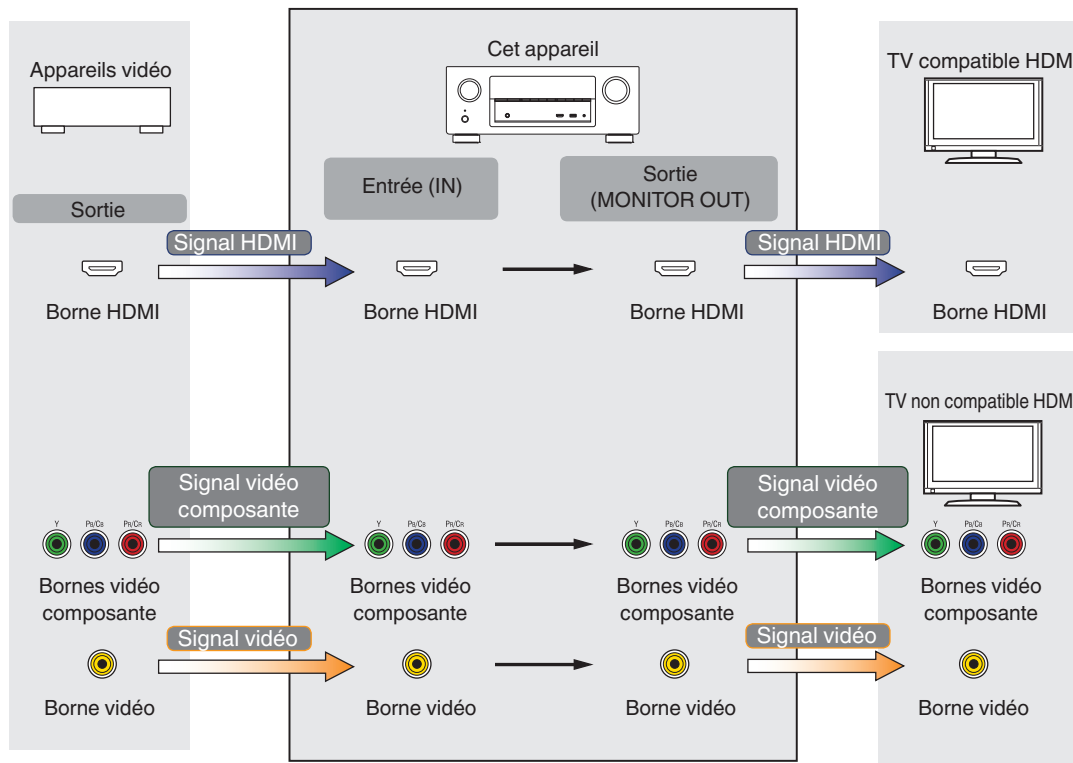 Cet appareil
Appareils vidéo
TV compatible HDM
Entrée (IN)
Sortie
(MONITOR OUT)
Sortie
Signal HDMI
Signal HDMI
Borne HDMI
Borne HDMI
Borne HDMI
Borne HDMI
TV non compatible HDM
Signal vidéo
composante
Signal vidéo
composante
Y PB/CB PR/CR
Y PB/CB PR/CR
Y PB/CB PR/CR
Y PB/CB PR/CR
Bornes vidéo
composante
Bornes vidéo
composante
Bornes vidéo
composante
Bornes vidéo
composante
Signal vidéo
Signal vidéo
Borne vidéo
Borne vidéo
Borne vidéo
Borne vidéo